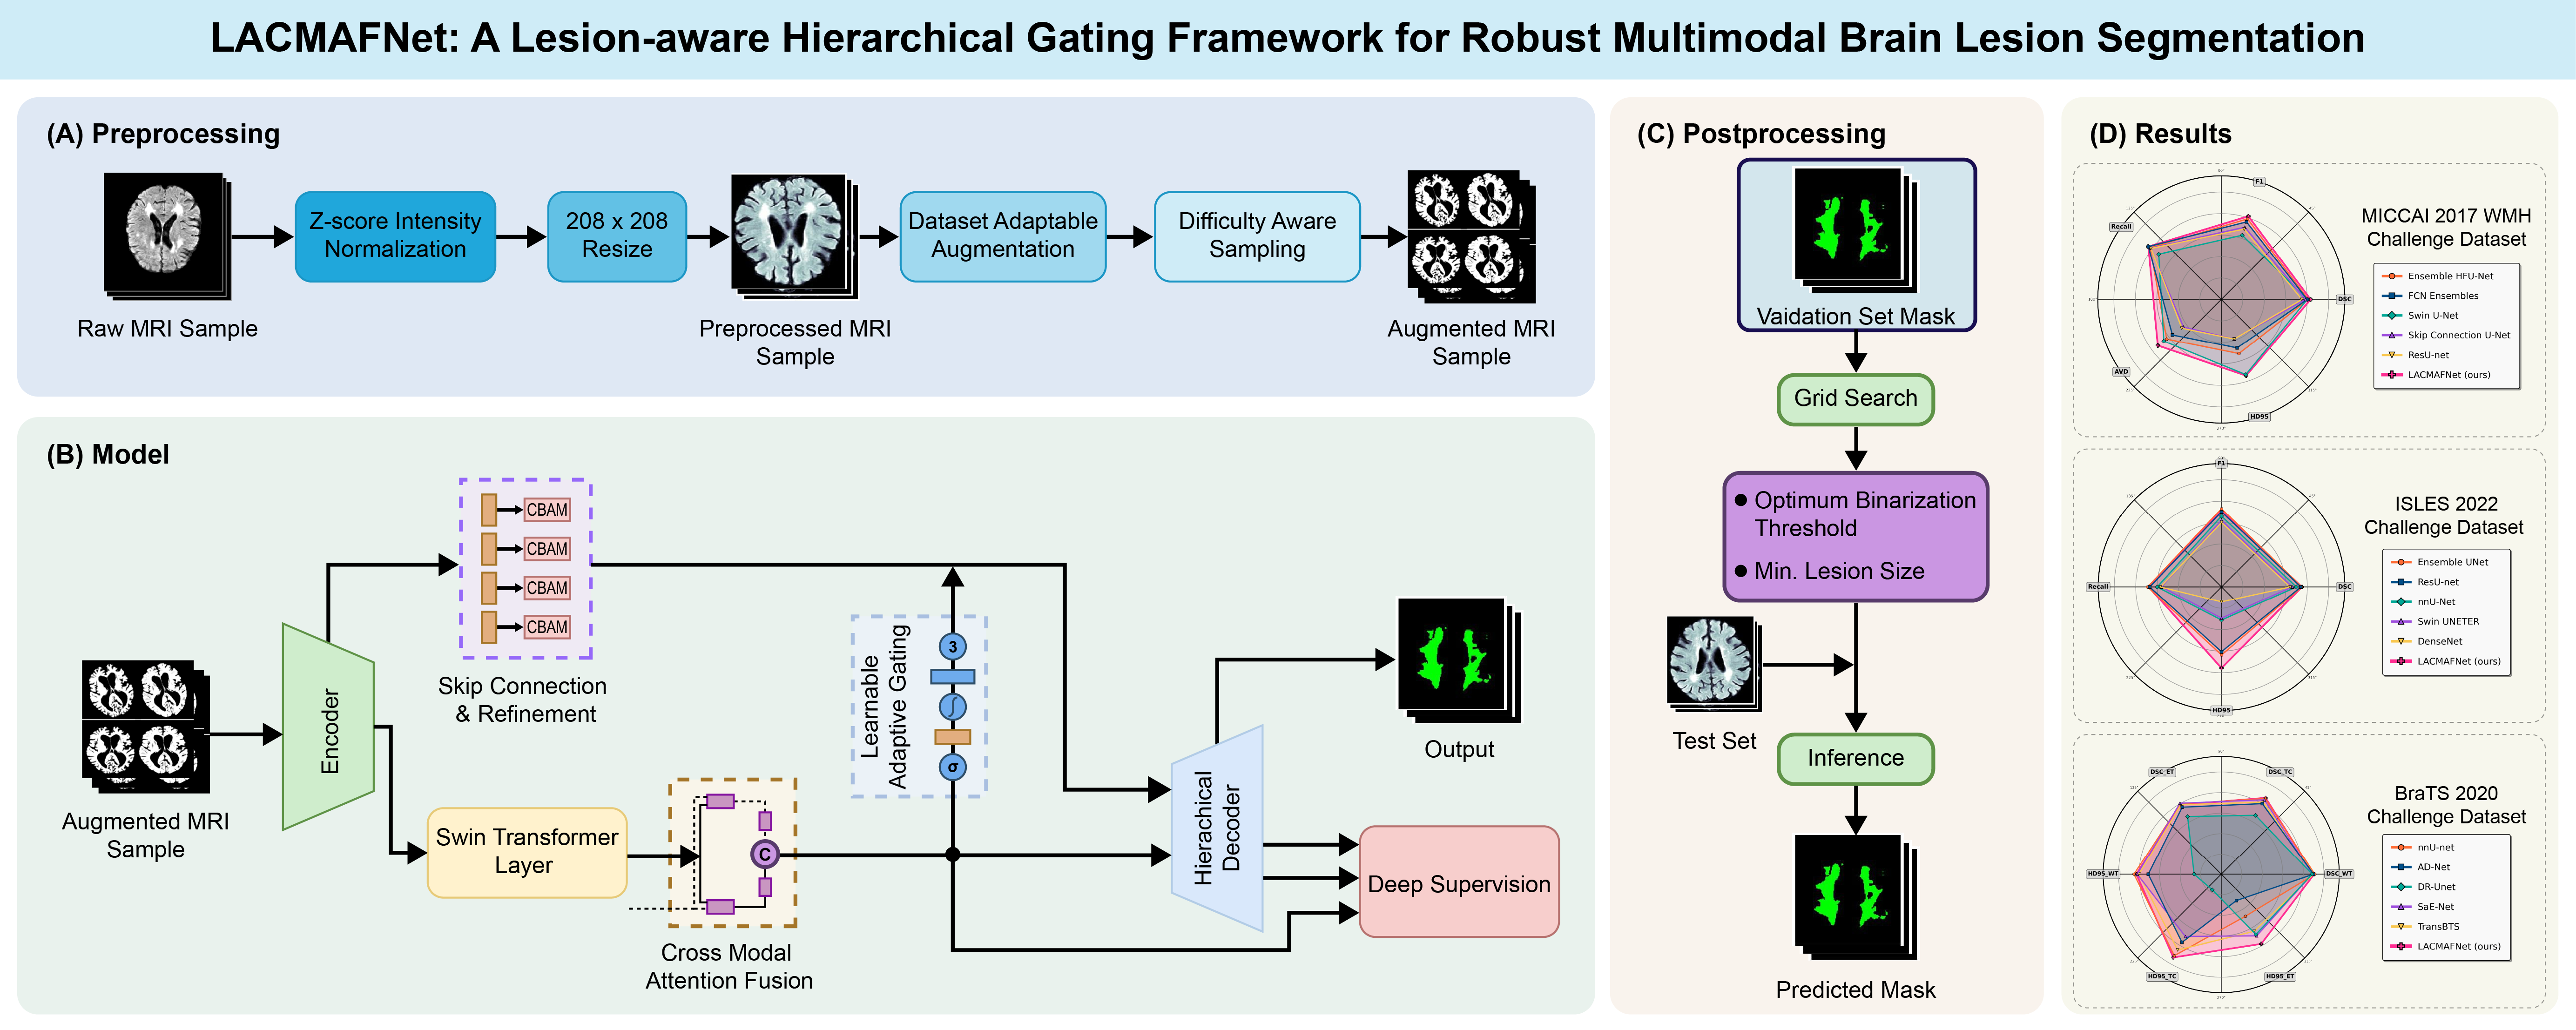 LACMAFNet: A Lesion-aware Hierarchical Gating Framework for Robust Multimodal Brain Lesion Segmentation
(A) Preprocessing
Raw MRI Sample
Z-score Intensity
Normalization
208 x 208
Resize
Preprocessed MRI
Sample
Dataset Adaptable
Augmentation
Difficulty Aware
Sampling
Augmented MRI
Sample
(B) Model
Augmented MRI
Sample
Encoder
CBAM
CBAM
CBAM
CBAM
Skip Connection
& Refinement
Swin Transformer
Layer
C
Cross Modal
Attention Fusion
Learnable
Adaptive Gating
3
∫
σ
Hierachical
Decoder
Output
Deep Supervision
(C) Postprocessing
Vaidation Set Mask
Grid Search
Optimum Binarization
Threshold
Min. Lesion Size
Test Set
Inference
Predicted Mask
(D) Results
F1
Recall
DSC
AVD
HD95
MICCAI 2017 WMH
Challenge Dataset
Ensemble HFU-Net
FCN Ensembles
Swin U-Net
Skip Connection U-Net
ResU-net
LACMAFNet (ours)
F1
Recall
DSC
HD95
ISLES 2022
Challenge Dataset
Ensemble UNet
ResU-net
nnU-Net
Swin UNETER
DenseNet
LACMAFNet (ours)
DSC_ET
DSC_TC
HD95_WT
DSC_WT
HD95_TC
HD95_ET
BraTS 2020
Challenge Dataset
nnU-net
AD-Net
DR-Unet
SaE-Net
TransBTS
LACMAFNet (ours)